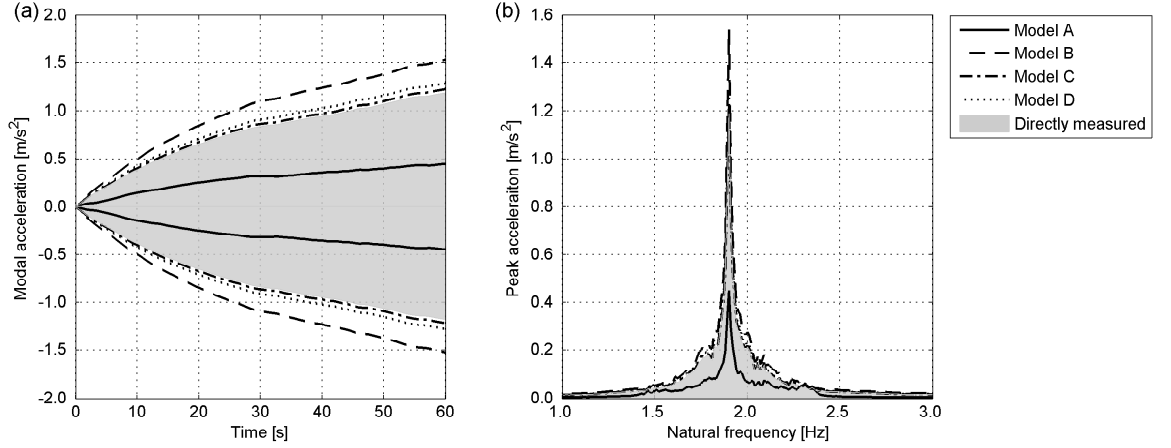 (a)
2.0
1.5
1.0
0.5
0.0
-0.5
-1.0
-1.5
-2.0
Modal acceleration [m/s²]
0 10 20 30 40 50 60
Time [s]
(b)
1.6
1.4
1.2
1.0
0.8
0.6
0.4
0.2
0.0
Peak acceleraiton [m/s²]
1.0 1.5 2.0 2.5 3.0
Natural frequency [Hz]
Model A
Model B
Model C
Model D
Directly measured